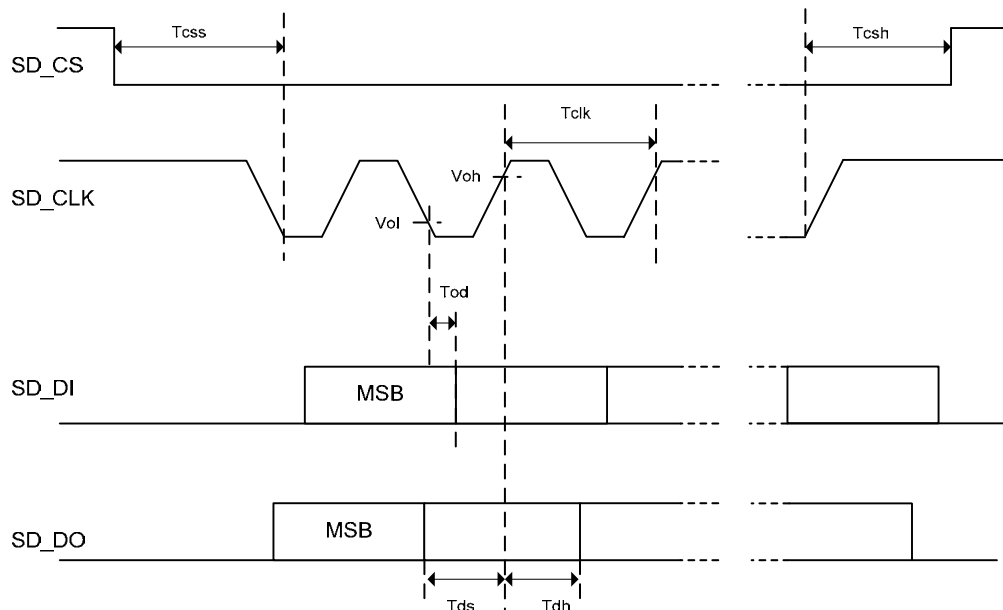 Tcss
Tcsh
SD_CS
Tclk
Voh
SD_CLK
Vol
Tod
SD_DI
MSB
SD_DO
MSB
Tds
Tdh